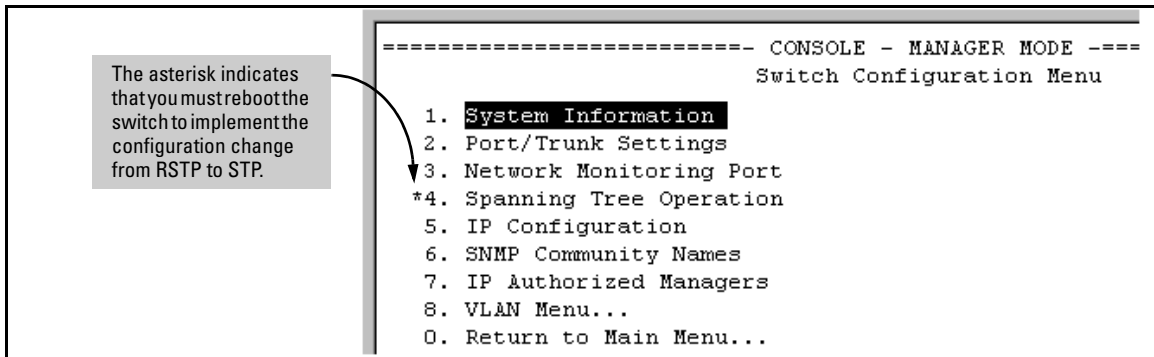 The asterisk indicates
that you must reboot the
switch to implement the
configuration change
from RSTP to STP.
==========================- CONSOLE - MANAGER MODE -===
Switch Configuration Menu
1. System Information
2. Port/Trunk Settings
3. Network Monitoring Port
*4. Spanning Tree Operation
5. IP Configuration
6. SNMP Community Names
7. IP Authorized Managers
8. VLAN Menu...
0. Return to Main Menu...